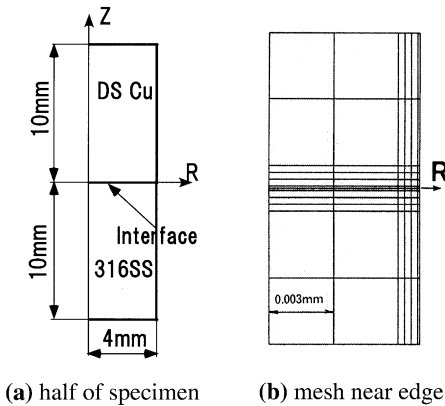 Z
DS Cu
10mm
R
Interface
10mm
316SS
4mm
(a) half of specimen
R
0.003mm
(b) mesh near edge